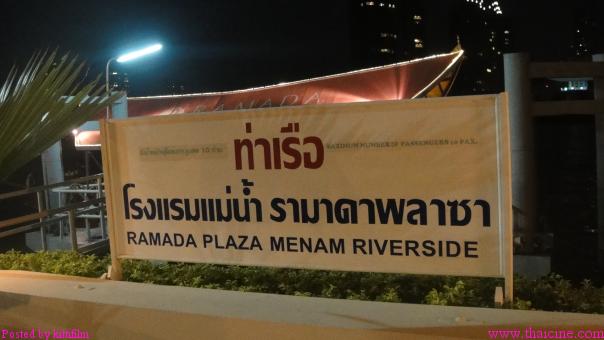 RAMADA
ท่าเรือ
MAXIMUM NUMBER OF PASSENGERS 10 PAX.
โรงแรมแม่น้ำ รามาดาพลาซา
RAMADA PLAZA MENAM RIVERSIDE
Posted by kitnfilm
www.thaicine.com